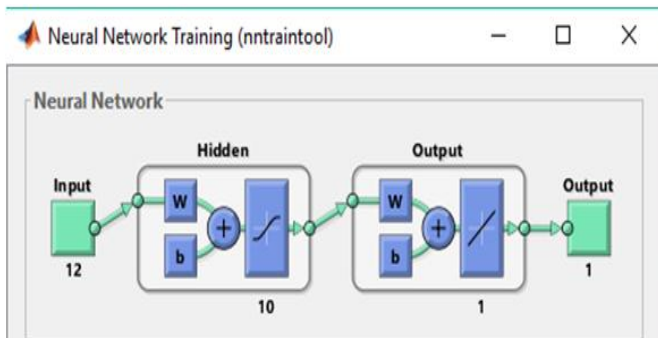 Neural Network Training (nntraintool)
Neural Network
Hidden Output
Input Output
W W
+ +
b b
12 1
10 1